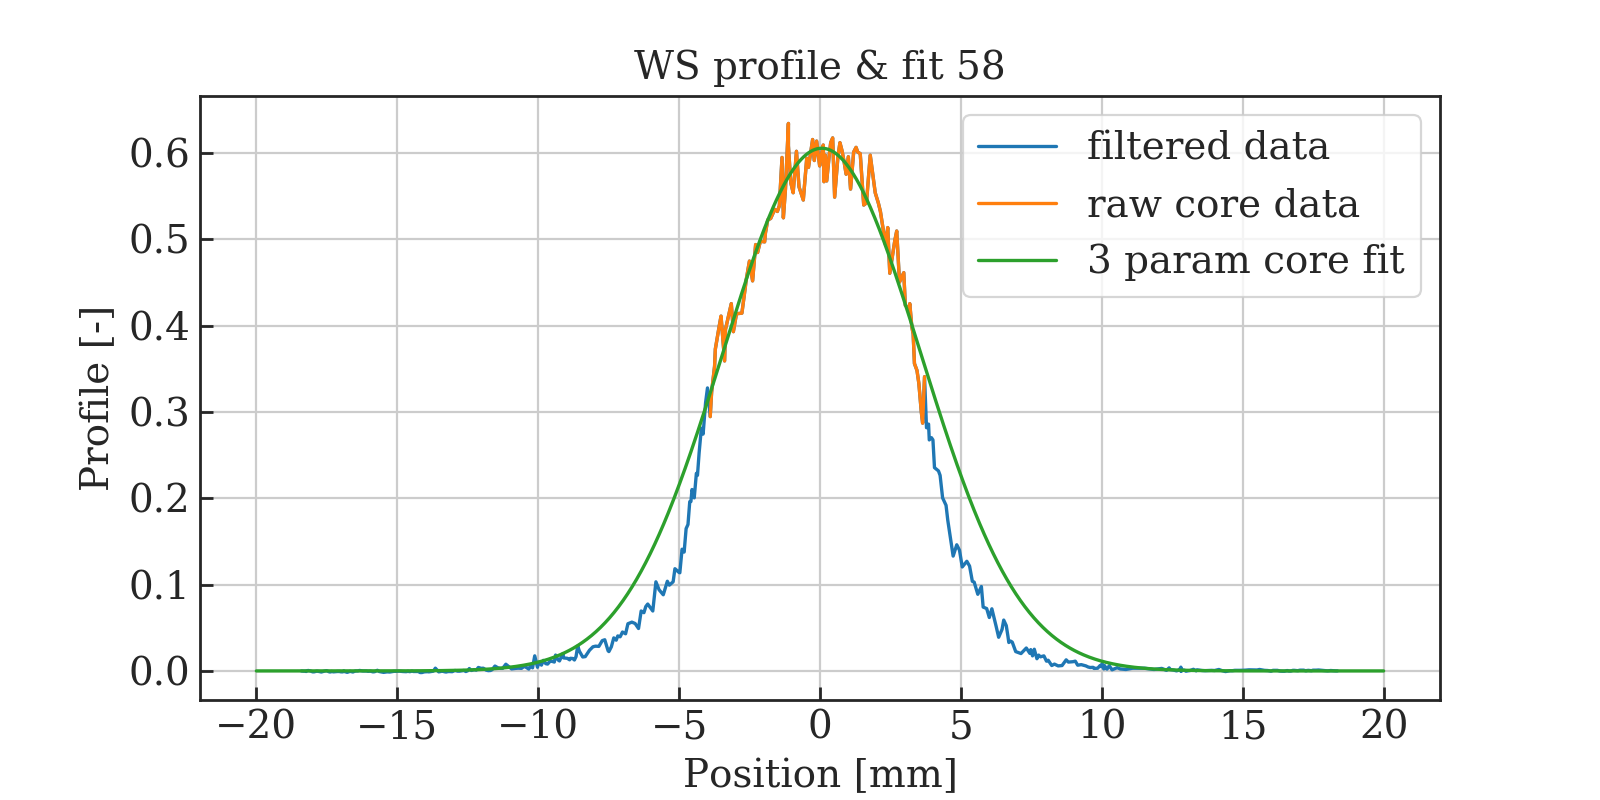 WS profile & fit 58
filtered data
raw core data
3 param core fit
Profile [-]
0.6
0.5
0.4
0.3
0.2
0.1
0.0
−20 −15 −10 −5 0 5 10 15 20
Position [mm]